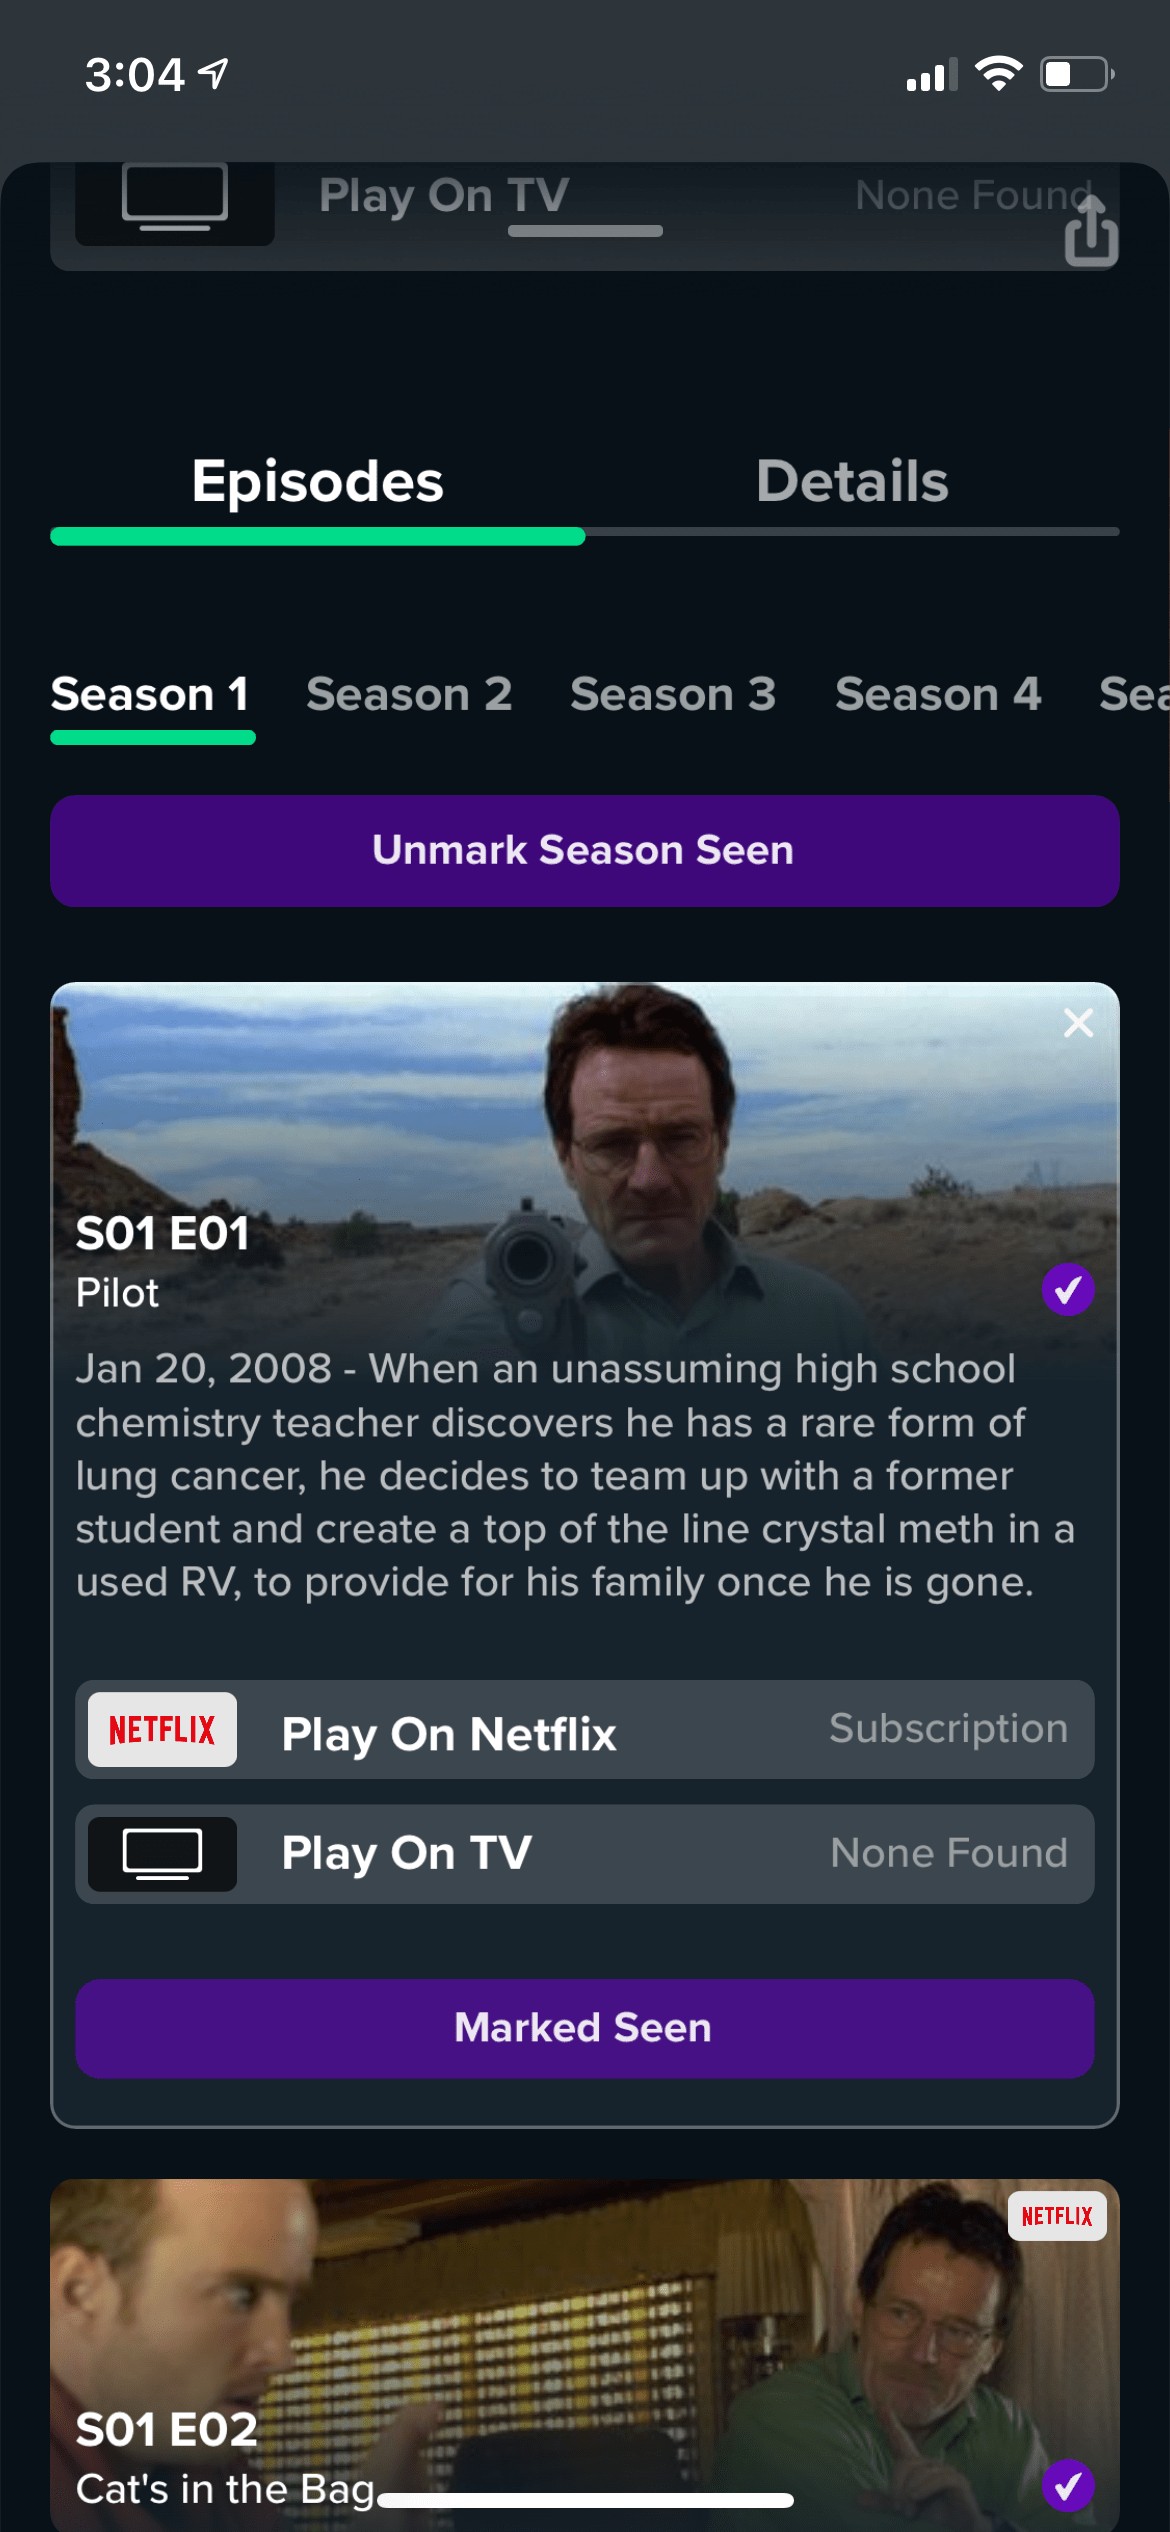 3:04
Play On TV
None Found
Episodes
Details
Season 1
Season 2
Season 3
Season 4
Sea
Unmark Season Seen
S01 E01
Pilot
Jan 20, 2008 - When an unassuming high school
chemistry teacher discovers he has a rare form of
lung cancer, he decides to team up with a former
student and create a top of the line crystal meth in a
used RV, to provide for his family once he is gone.
NETFLIX
Play On Netflix
Subscription
Play On TV
None Found
Marked Seen
NETFLIX
S01 E02
Cat's in the Bag